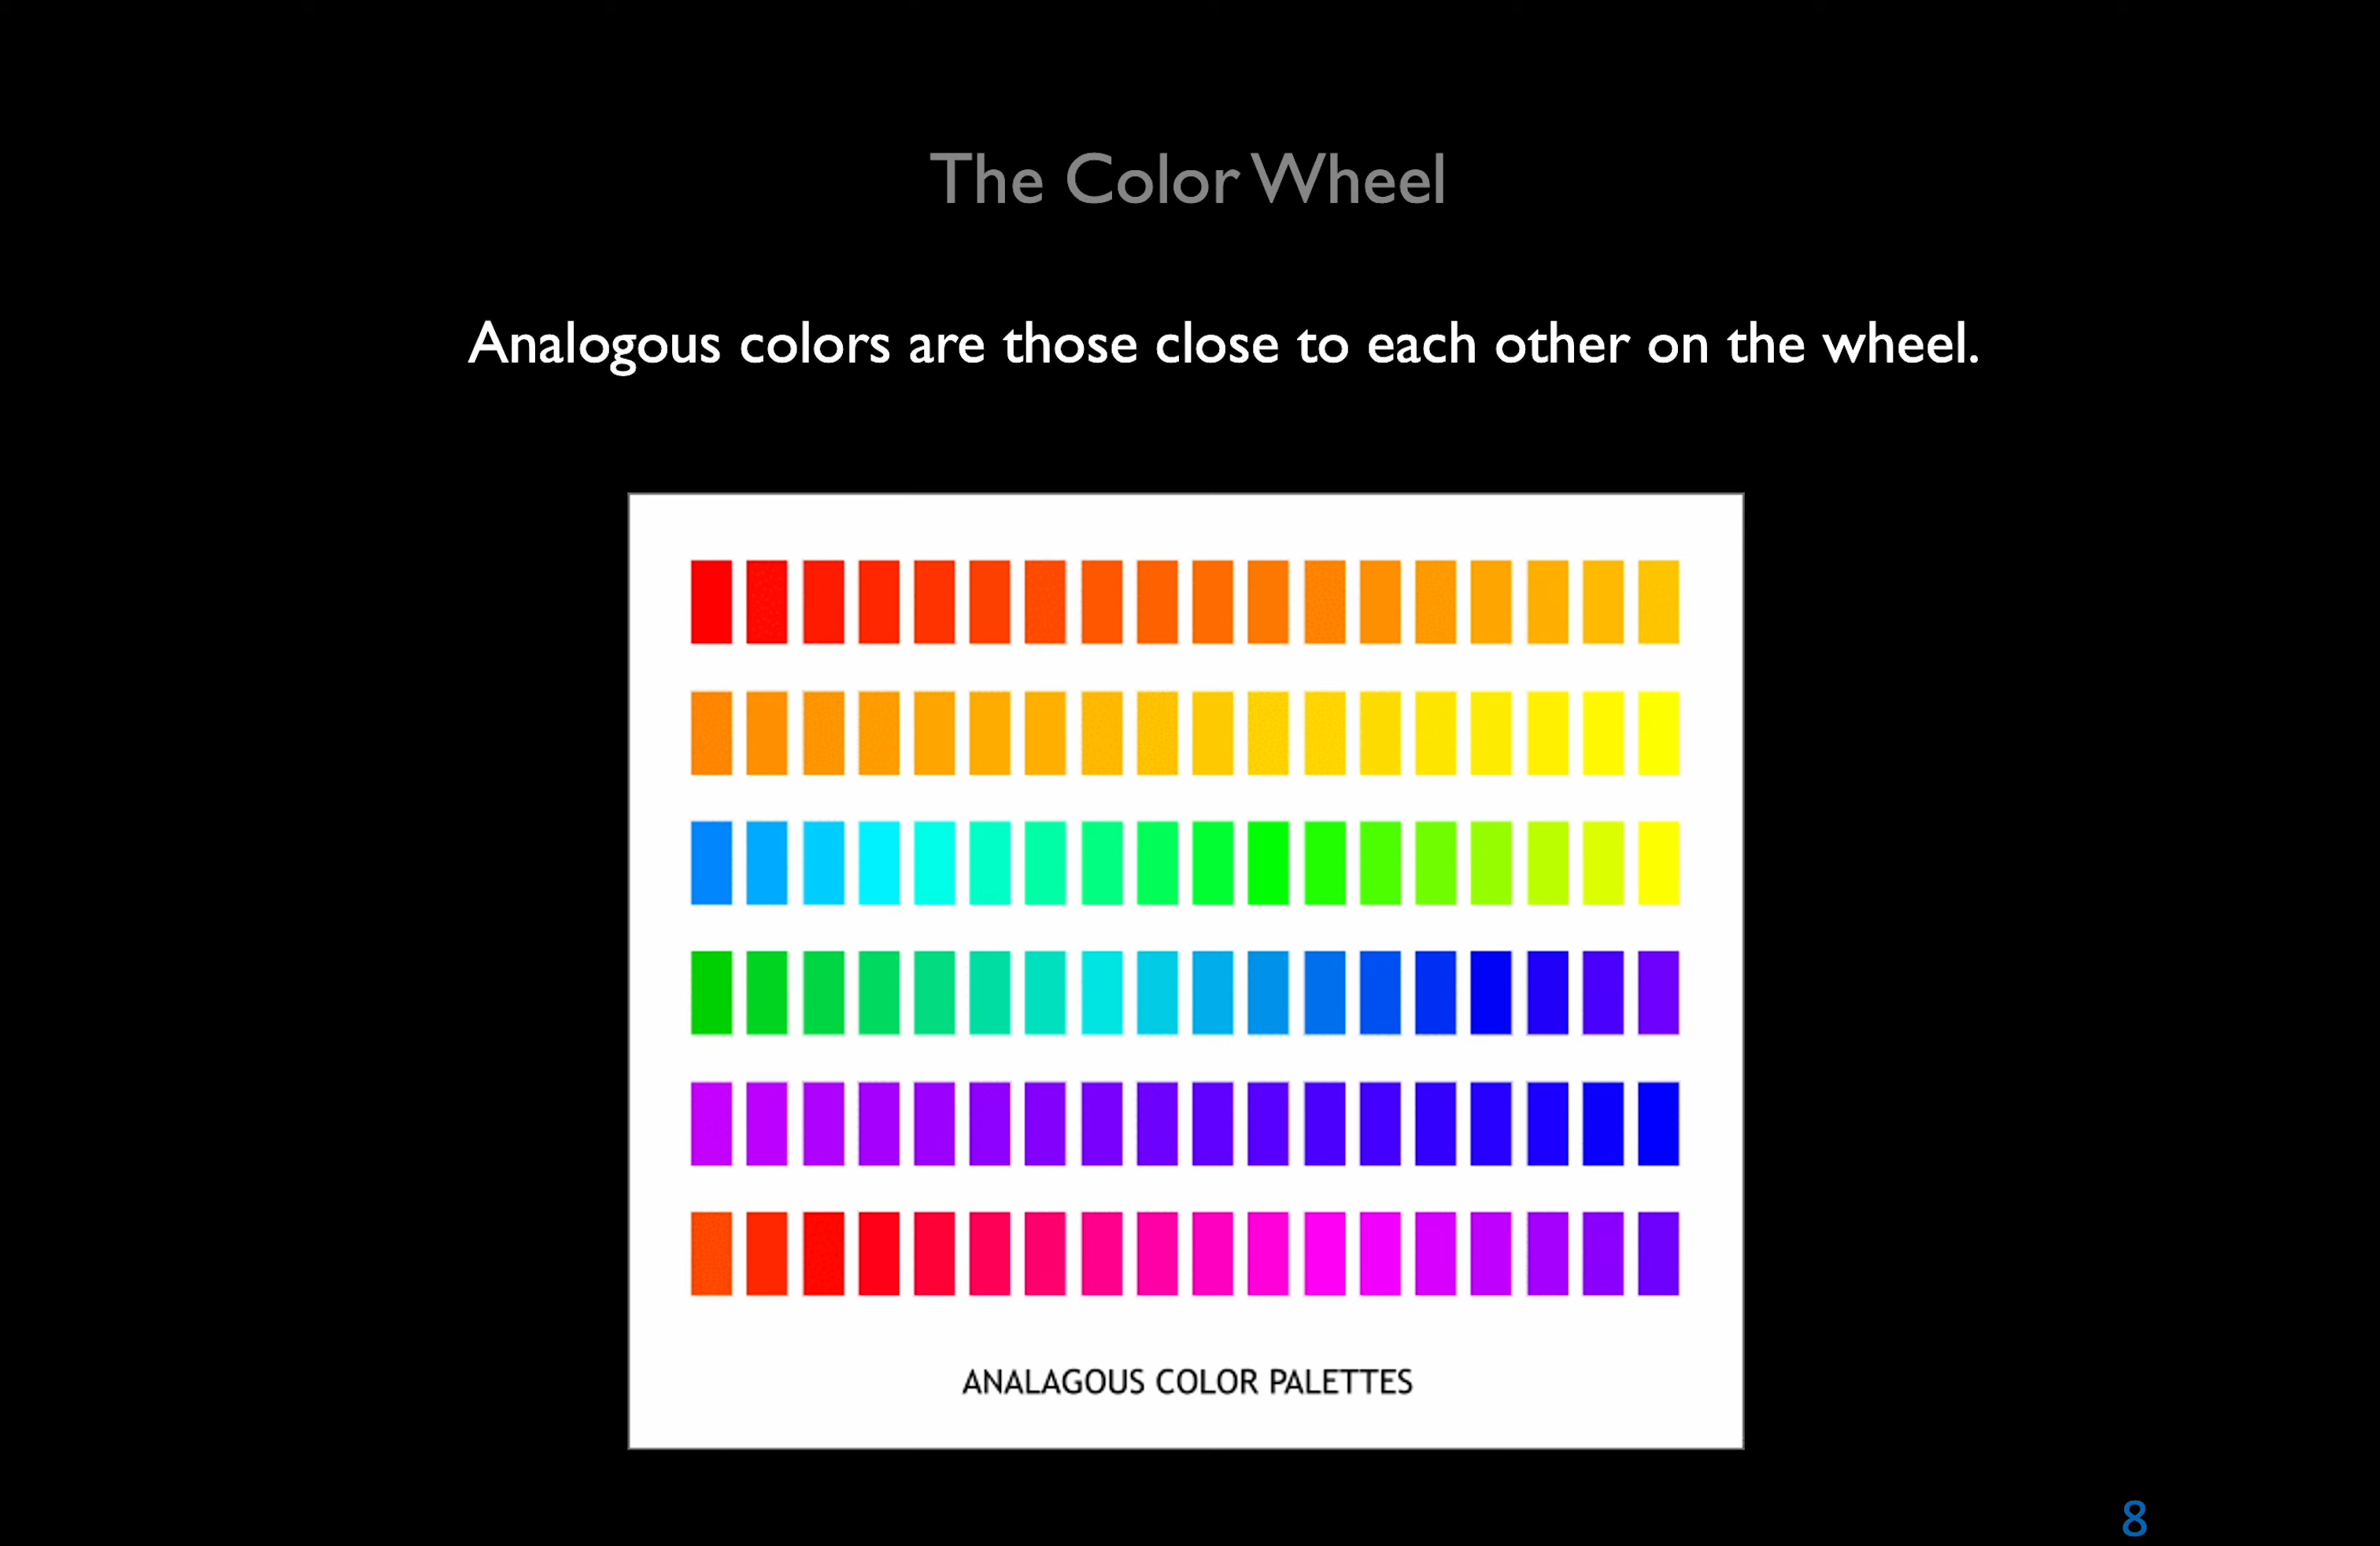 The Color Wheel
Analogous colors are those close to each other on the wheel.
ANALAGOUS COLOR PALETTES
8